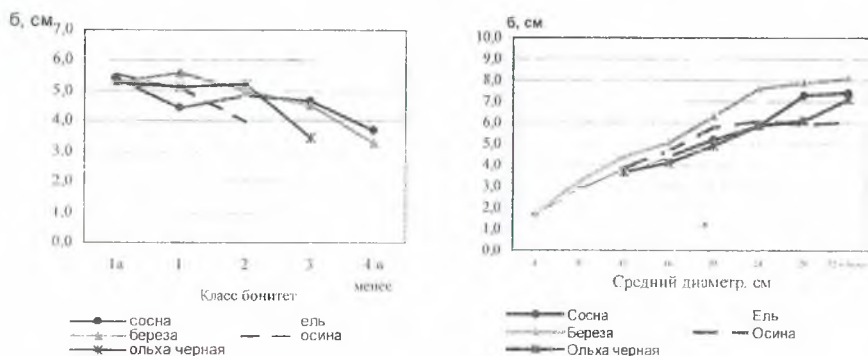 б, см.
7,0
6,0
5,0
4,0
3,0
2,0
1,0
0,0
1а 1 2 3 4 и
менее
Класс бонитет
сосна ель
береза осина
ольха черная
б, см
10,0
9,0
8,0
7,0
6,0
5,0
4,0
3,0
2,0
1,0
0,0
4 24
Средний диаметр, см
Сосна Ель
Береза Осина
Ольха черная